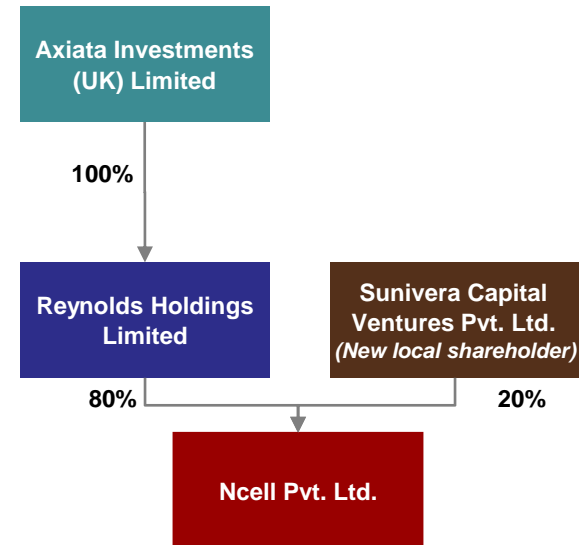 Axiata Investments
(UK) Limited
100%
Reynolds Holdings
Limited
Sunivera Capital
Ventures Pvt. Ltd.
(New local shareholder)
80%
20%
Ncell Pvt. Ltd.